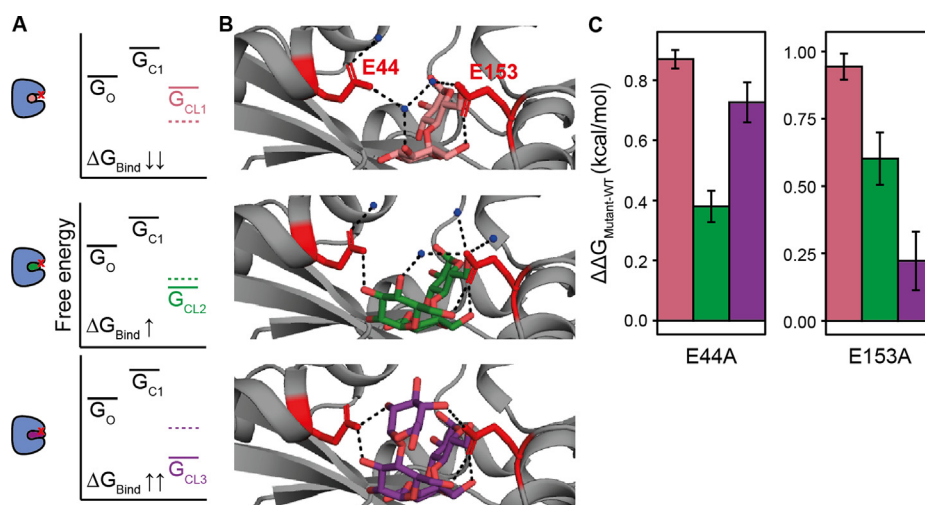 A
B
C
Free energy
G_O
G_C1
G_CL1
ΔG_Bind ↓↓
G_O
G_C1
G_CL2
ΔG_Bind ↑
G_O
G_C1
G_CL3
ΔG_Bind ↑↑
E44
E153
ΔΔG_Mutant-WT (kcal/mol)
0.8
0.6
0.4
0.2
0.0
E44A
1.00
0.75
0.50
0.25
0.00
E153A